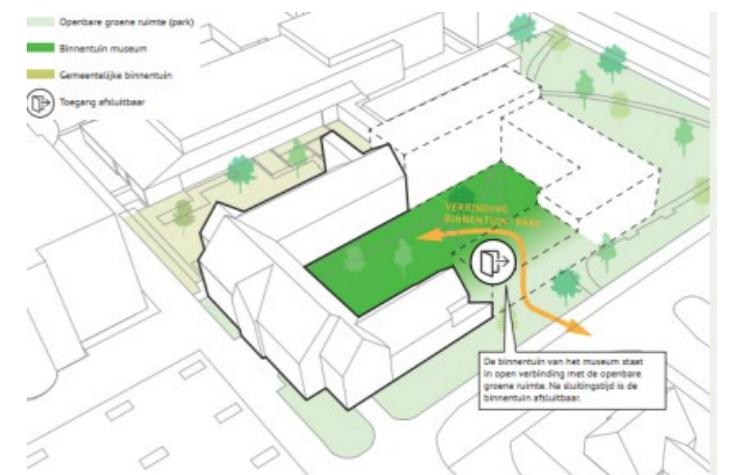 Openbare groene ruimte (park)
Binnentuin museum
Gemeentelijke binnentuin
Toegang afsluitbaar
VERBINDING
BINNENTUIN-PARK
De binnentuin van het museum staat
in open verbinding met de openbare
groene ruimte. Na sluitingstijd is de
binnentuin afsluitbaar.